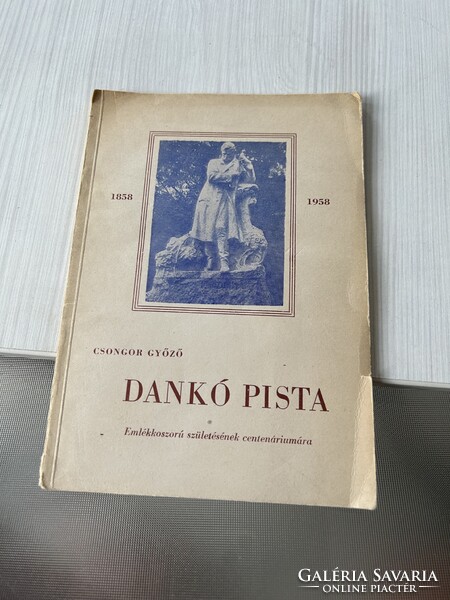 1858
1958
CSONGOR GYŐZŐ
DANKÓ PISTA
*
Emlékkoszorú születésének centenáriumára
GALÉRIA SAVARIA
ONLINE PIACTÉR